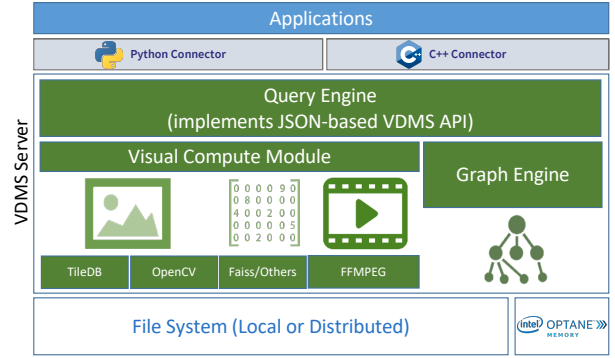 Applications
Python Connector
C++ Connector
VDMS Server
Query Engine
(implements JSON-based VDMS API)
Visual Compute Module
Graph Engine
0 0 0 0 9 0
0 8 0 0 0 0
4 0 0 2 0 0
0 0 0 0 0 5
0 0 2 0 0 0
TileDB
OpenCV
Faiss/Others
FFMPEG
File System (Local or Distributed)
intel OPTANE
MEMORY